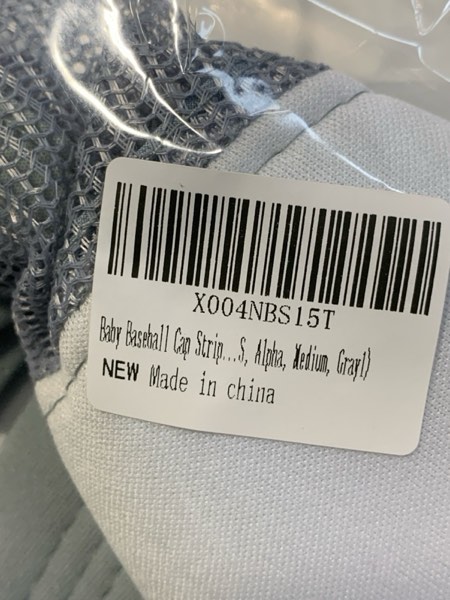 X004NBS15T
Baby Baseball Cap Strip...S, Alpha, Medium, Gray1)
NEW Made in china